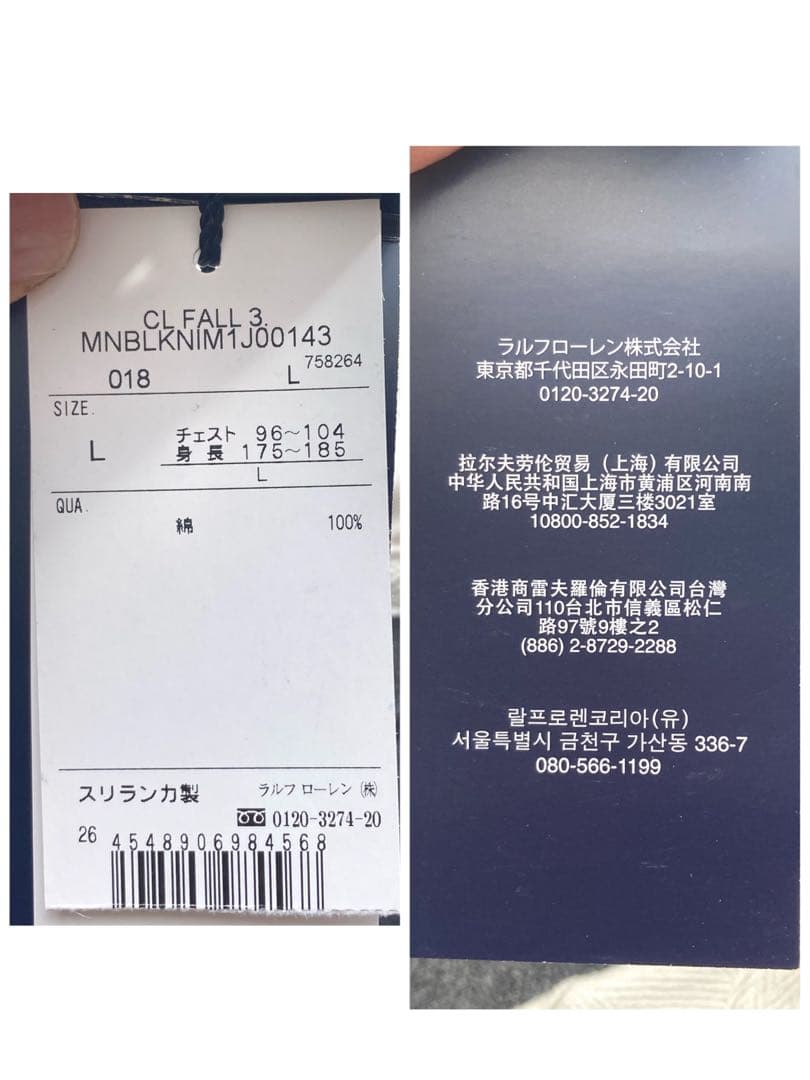 CL FALL 3.
MNBLKNIM1J00143
018 L 758264
SIZE.
L チェスト 96~104
身長 175~185
L
QUA.
綿 100%
スリランカ製 ラルフ ローレン ㈱
0120-3274-20
26 4548906984568
ラルフローレン株式会社
東京都千代田区永田町2-10-1
0120-3274-20
拉尔夫劳伦贸易（上海）有限公司
中华人民共和国上海市黄浦区河南南
路16号中汇大厦三楼3021室
10800-852-1834
香港商雷夫羅倫有限公司台灣
分公司110台北市信義區松仁
路97號9樓之2
(886) 2-8729-2288
랄프로렌코리아(유)
서울특별시 금천구 가산동 336-7
080-566-1199